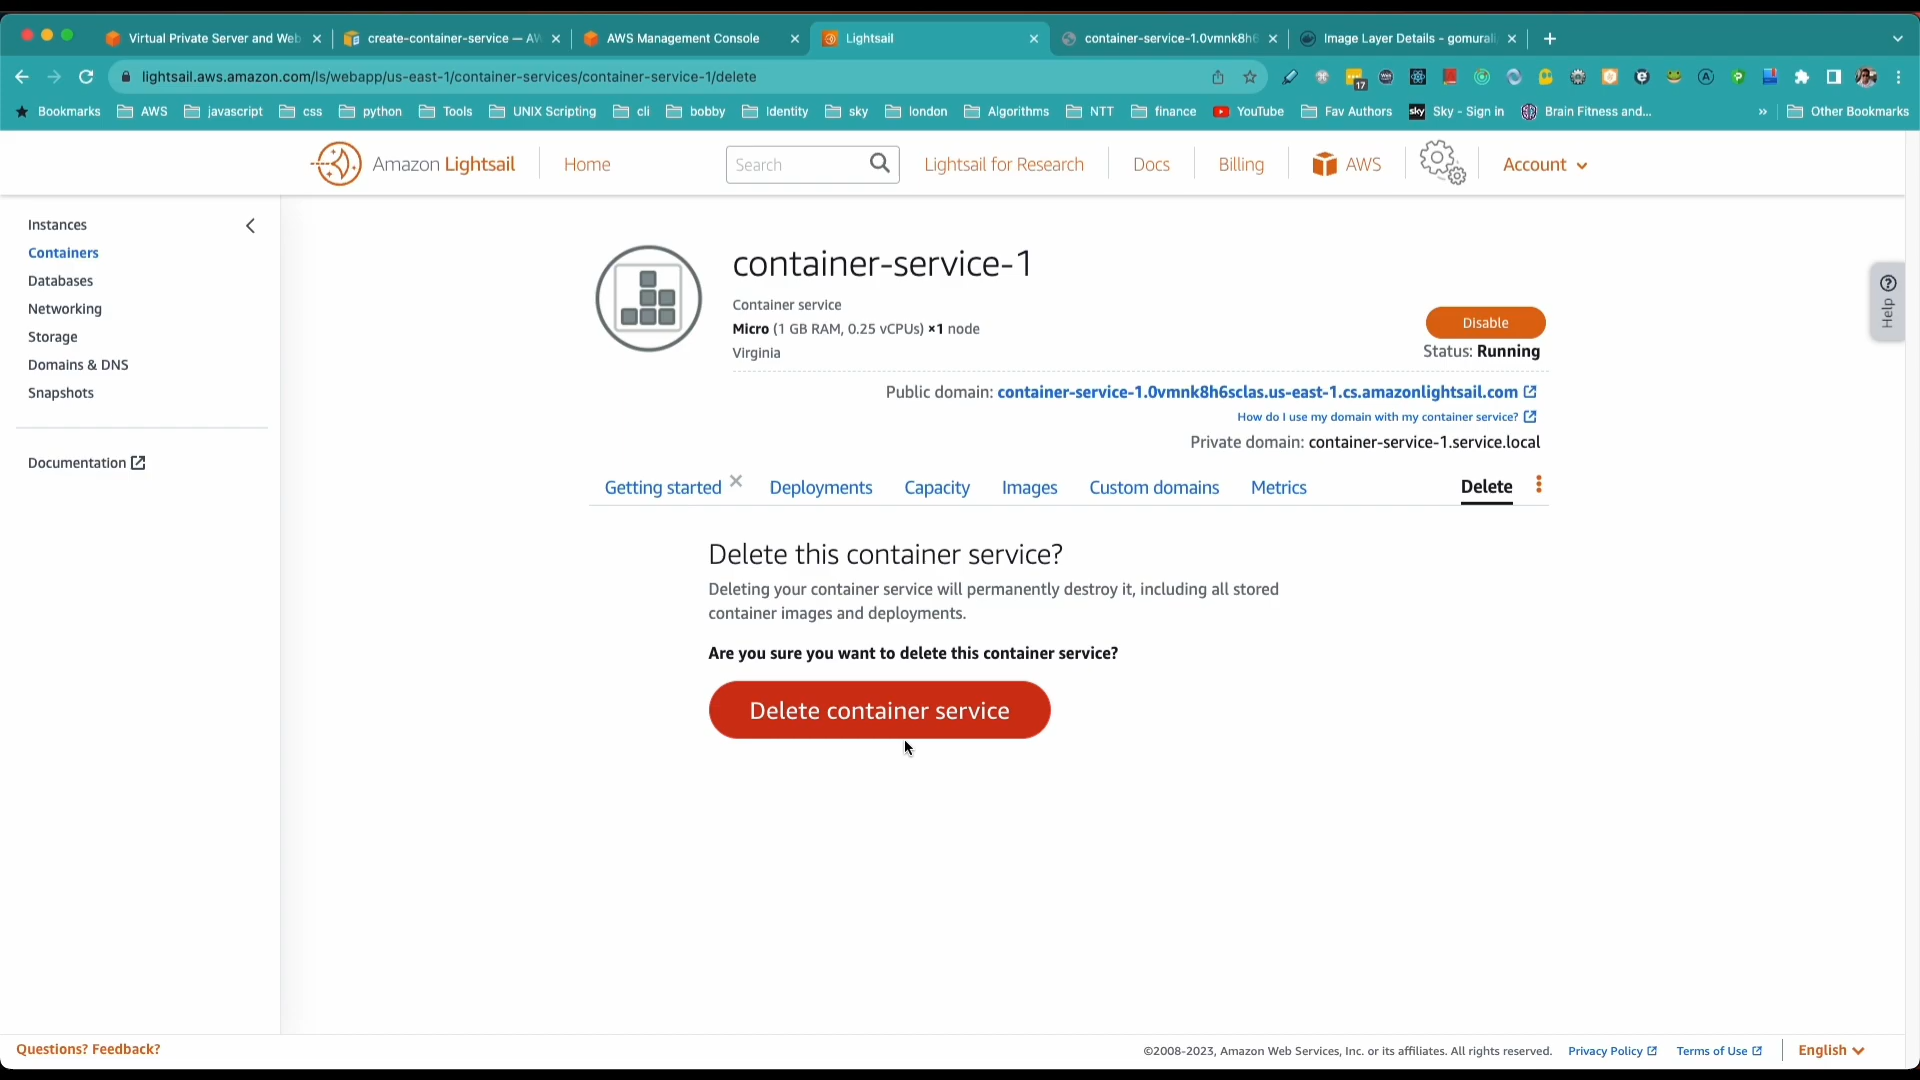 Virtual Private Server and Web
create-container-service — AW
AWS Management Console
Lightsail
container-service-1.0vmnk8h6
Image Layer Details - gomurali
lightsail.aws.amazon.com/ls/webapp/us-east-1/container-services/container-service-1/delete
17
Bookmarks
AWS
javascript
css
python
Tools
UNIX Scripting
cli
bobby
Identity
sky
london
Algorithms
NTT
finance
YouTube
Fav Authors
sky
Sky - Sign in
Brain Fitness and...
»
Other Bookmarks
Amazon Lightsail
Home
Search
Lightsail for Research
Docs
Billing
AWS
Account
Instances
Containers
Databases
Networking
Storage
Domains & DNS
Snapshots
Documentation
container-service-1
Container service
Micro (1 GB RAM, 0.25 vCPUs) ×1 node
Virginia
Disable
Status: Running
Public domain: container-service-1.0vmnk8h6sclas.us-east-1.cs.amazonlightsail.com
How do I use my domain with my container service?
Private domain: container-service-1.service.local
Getting started
Deployments
Capacity
Images
Custom domains
Metrics
Delete
Delete this container service?
Deleting your container service will permanently destroy it, including all stored
container images and deployments.
Are you sure you want to delete this container service?
Delete container service
? Help
Questions? Feedback?
©2008-2023, Amazon Web Services, Inc. or its affiliates. All rights reserved.
Privacy Policy
Terms of Use
English